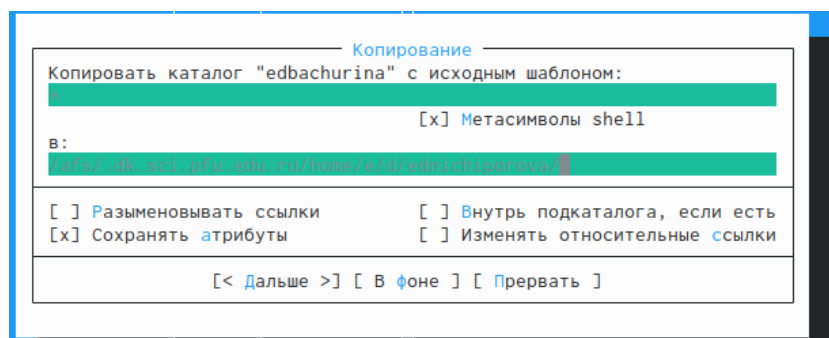 Копирование
Копировать каталог "edbachurina" с исходным шаблоном:
*
[x] Метасимволы shell
в:
/afs/.dk.sci.pfu.edu.ru/home/e/d/ednichiporova/
[ ] Разыменовывать ссылки [ ] Внутрь подкаталога, если есть
[x] Сохранять атрибуты [ ] Изменять относительные ссылки
[< Дальше >] [ В фоне ] [ Прервать ]